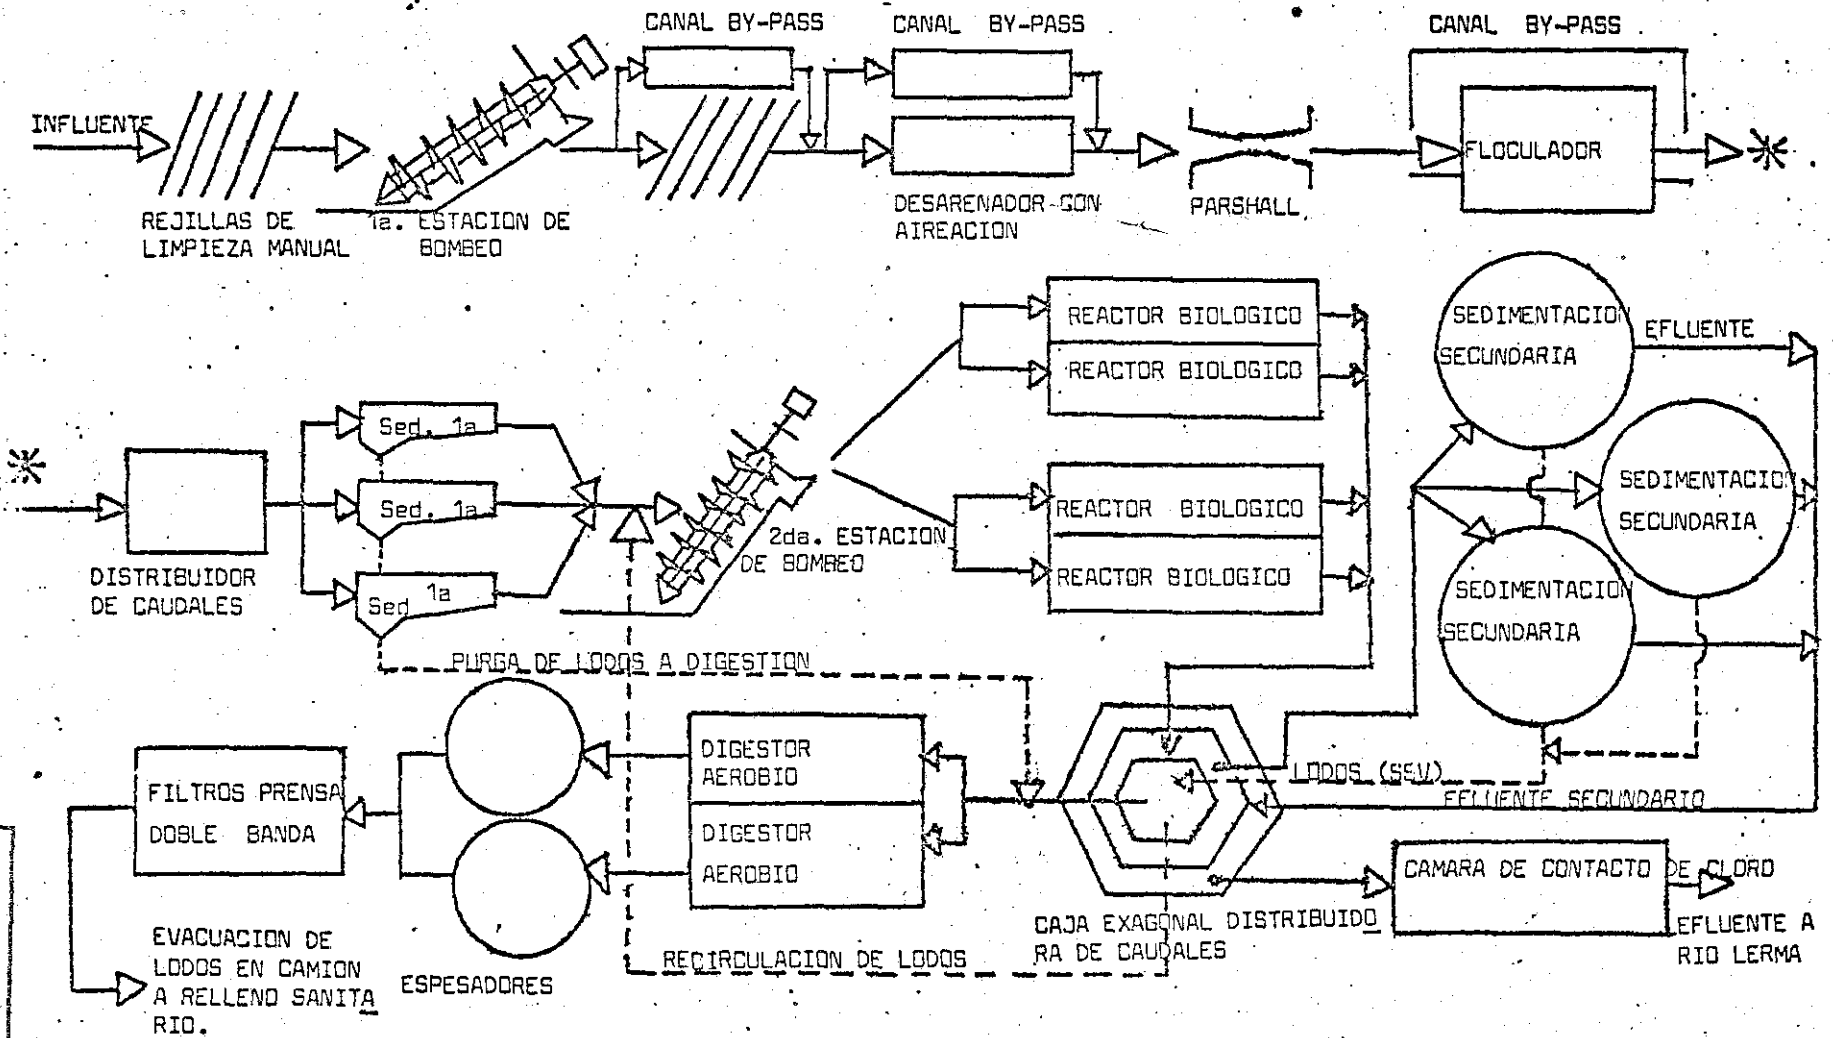 CANAL BY-PASS
CANAL BY-PASS
CANAL BY-PASS
INFLUENTE
FLOCULADOR
REJILLAS DE
LIMPIEZA MANUAL
1a. ESTACION DE
BOMBEO
DESARENADOR CON
AIREACION
PARSHALL
REACTOR BIOLOGICO
REACTOR BIOLOGICO
REACTOR BIOLOGICO
REACTOR BIOLOGICO
SEDIMENTACION
SECUNDARIA
EFLUENTE
SEDIMENTACION
SECUNDARIA
SEDIMENTACION
SECUNDARIA
Sed. 1a
Sed. 1a
Sed 1a
2da. ESTACION
DE BOMBEO
DISTRIBUIDOR
DE CAUDALES
PURGA DE LODOS A DIGESTION
DIGESTOR
AEROBIO
DIGESTOR
AEROBIO
FILTROS PRENSA
DOBLE BANDA
LODOS (SEV)
EFLUENTE SECUNDARIO
CAMARA DE CONTACTO DE CLORO
CAJA EXAGONAL DISTRIBUIDO
RA DE CAUDALES
EFLUENTE A
RIO LERMA
EVACUACION DE
LODOS EN CAMION
A RELLENO SANITA
RIO.
ESPESADORES
RECIRCULACION DE LODOS